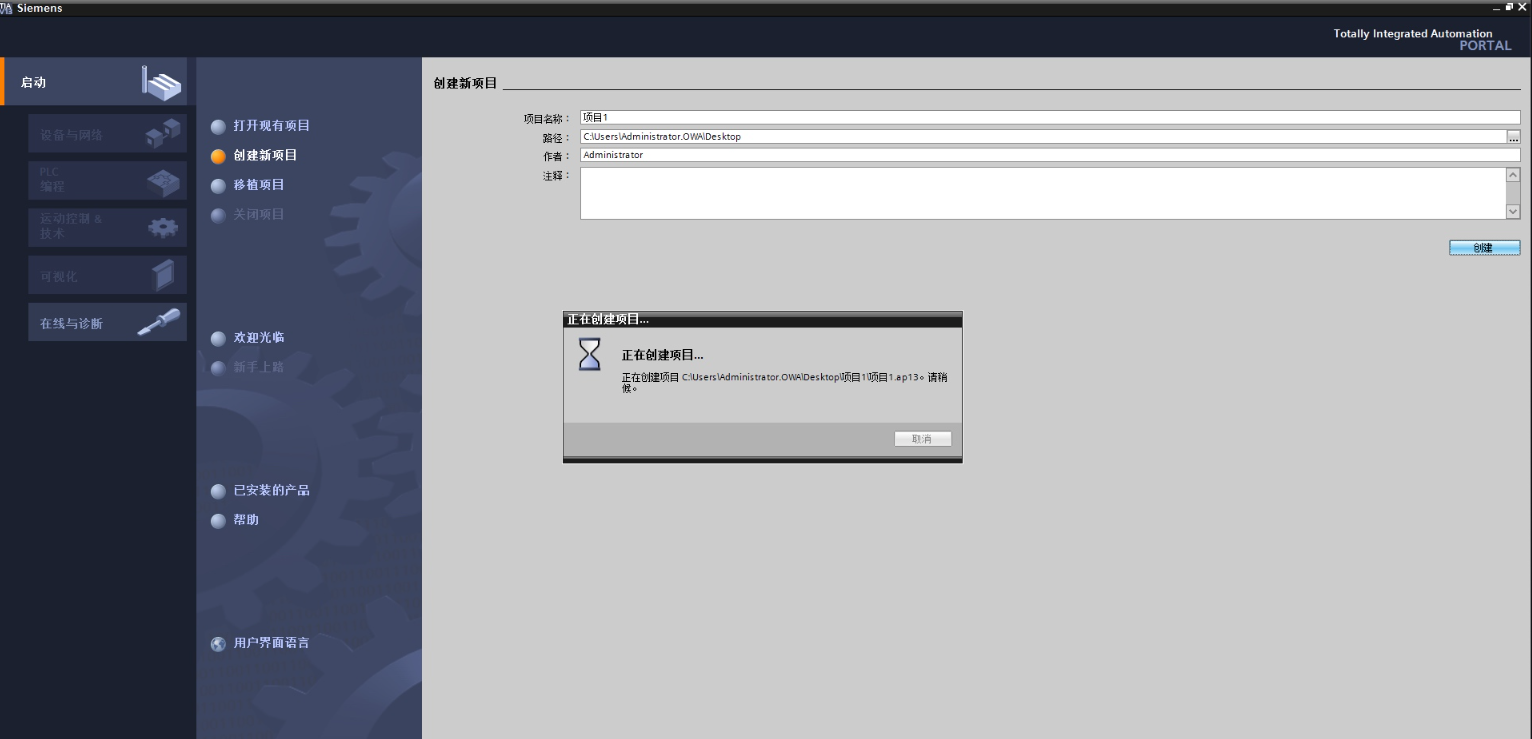 Siemens
Totally Integrated Automation
PORTAL
启动
设备与网络
PLC
编程
运动控制 &
技术
可视化
在线与诊断
打开现有项目
创建新项目
移植项目
关闭项目
欢迎光临
新手上路
已安装的产品
帮助
用户界面语言
创建新项目
项目名称： 项目1
路径： C:\Users\Administrator.OWA\Desktop ...
作者： Administrator
注释：
创建
正在创建项目...
正在创建项目...
正在创建项目 C:\Users\Administrator.OWA\Desktop\项目1\项目1.ap13。请稍
候。
取消